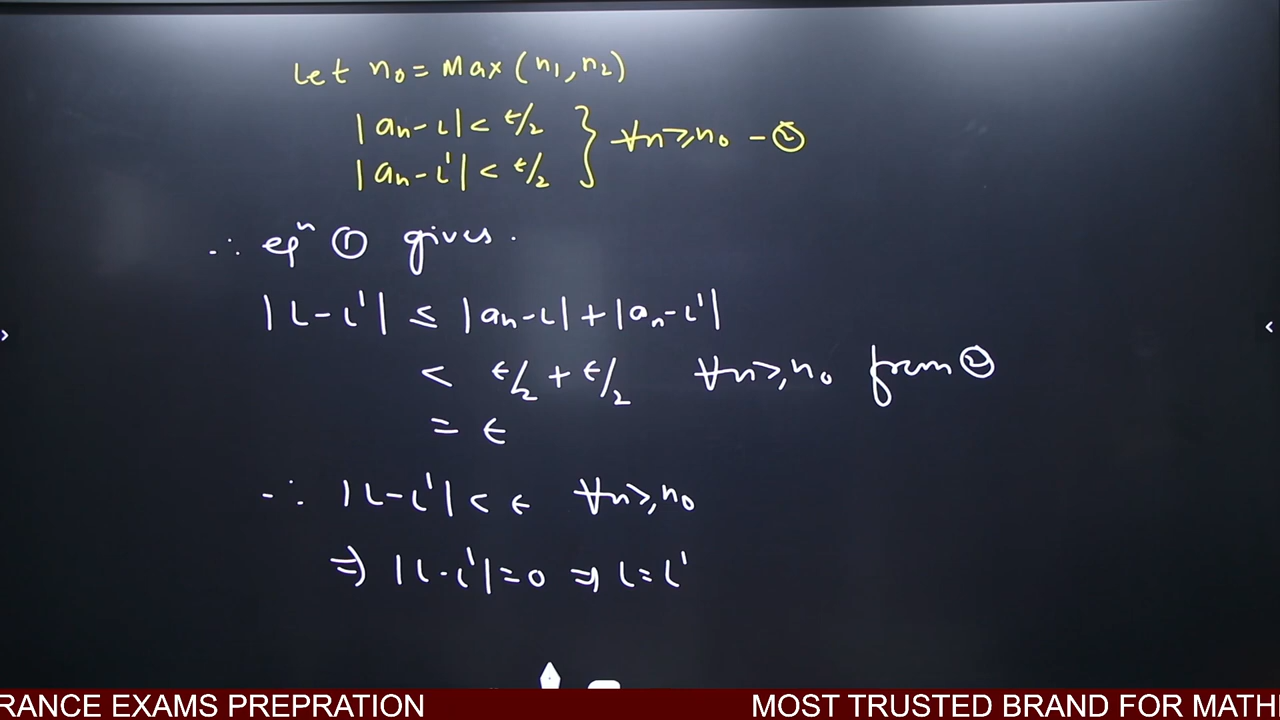 Let n₀ = Max (n₁, n₂)
|aₙ - l| < ϵ/2 } ∀n ≥ n₀ - ②
|aₙ - l'| < ϵ/2
∴ eqⁿ ① gives.
|l - l'| ≤ |aₙ - l| + |aₙ - l'|
< ϵ/2 + ϵ/2 ∀n ≥ n₀ from ②
= ϵ
∴ |l - l'| < ϵ ∀n ≥ n₀
⇒ |l - l'| = 0 ⇒ l = l'
RANCE EXAMS PREPRATION MOST TRUSTED BRAND FOR MATH